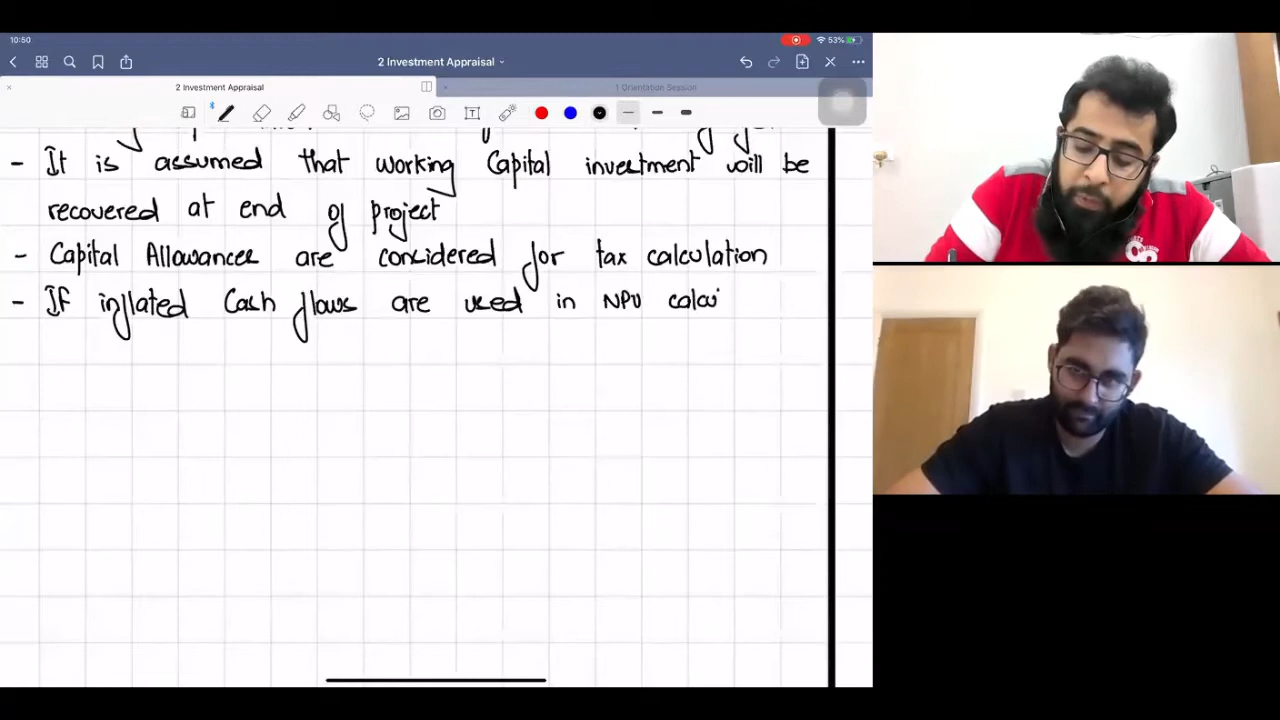 10:50
53%
2 Investment Appraisal
2 Investment Appraisal
1 Orientation Session
- It is assumed that working Capital investment will be
recovered at end of project
- Capital Allowances are considered for tax calculation
- If inflated Cash flows are used in NPV calcu